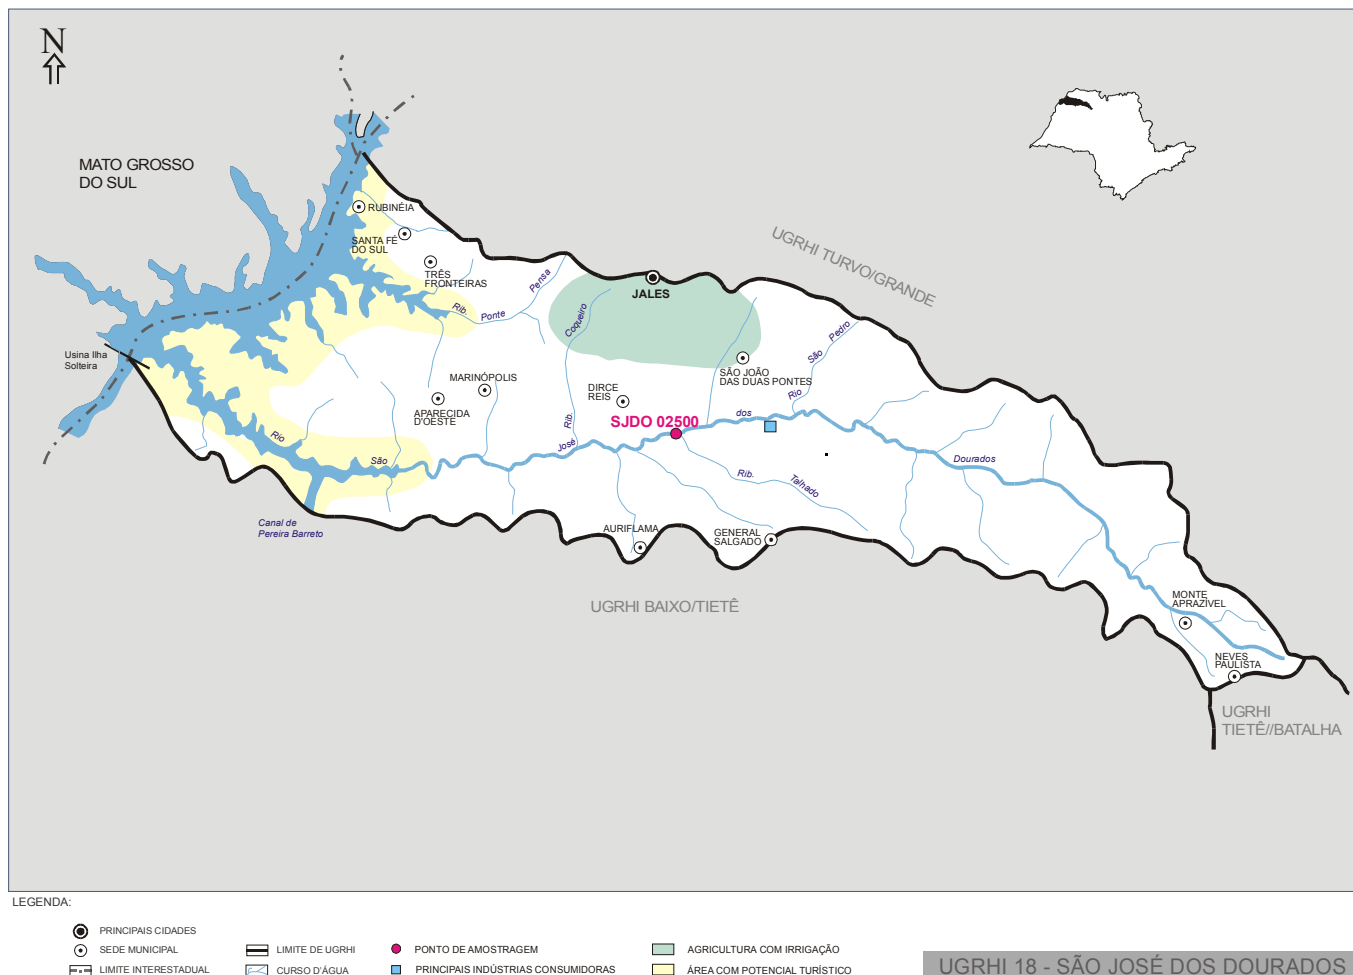 N
MATO GROSSO
DO SUL
RUBINÉIA
SANTA FÉ
DO SUL
TRÊS
FRONTEIRAS
UGRHI TURVO/GRANDE
Rib. Ponte Pensa
JALES
Coqueiro
Rib.
Rio São Pedro
Usina Ilha
Solteira
SÃO JOÃO
DAS DUAS PONTES
MARINÓPOLIS
DIRCE
REIS
APARECIDA
D'OESTE
SJDO 02500
Rio São José dos Dourados
Rib. Talhado
Canal de
Pereira Barreto
AURIFLAMA
GENERAL
SALGADO
UGRHI BAIXO/TIETÊ
MONTE
APRAZÍVEL
NEVES
PAULISTA
UGRHI
TIETÊ//BATALHA
LEGENDA:
PRINCIPAIS CIDADES
SEDE MUNICIPAL
LIMITE INTERESTADUAL
LIMITE DE UGRHI
CURSO D'ÁGUA
PONTO DE AMOSTRAGEM
PRINCIPAIS INDÚSTRIAS CONSUMIDORAS
AGRICULTURA COM IRRIGAÇÃO
ÁREA COM POTENCIAL TURÍSTICO
UGRHI 18 - SÃO JOSÉ DOS DOURADOS